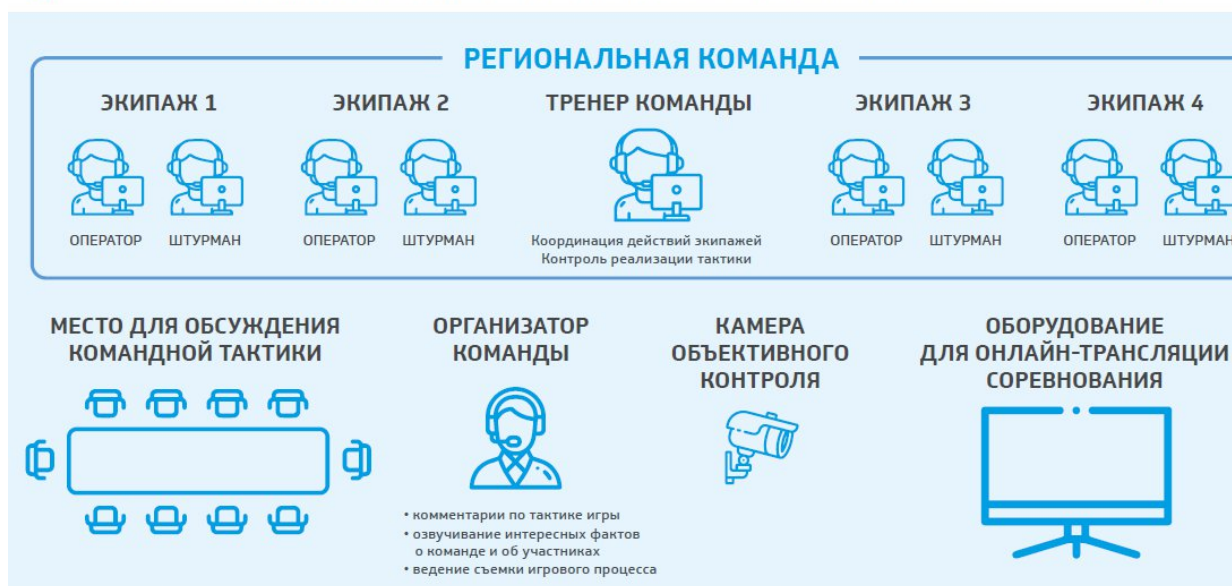 РЕГИОНАЛЬНАЯ КОМАНДА
ЭКИПАЖ 1
ЭКИПАЖ 2
ТРЕНЕР КОМАНДЫ
ЭКИПАЖ 3
ЭКИПАЖ 4
ОПЕРАТОР
ШТУРМАН
ОПЕРАТОР
ШТУРМАН
Координация действий экипажей
Контроль реализации тактики
ОПЕРАТОР
ШТУРМАН
ОПЕРАТОР
ШТУРМАН
МЕСТО ДЛЯ ОБСУЖДЕНИЯ
КОМАНДНОЙ ТАКТИКИ
ОРГАНИЗАТОР
КОМАНДЫ
• комментарии по тактике игры
• озвучивание интересных фактов
о команде и об участниках
• ведение съемки игрового процесса
КАМЕРА
ОБЪЕКТИВНОГО
КОНТРОЛЯ
ОБОРУДОВАНИЕ
ДЛЯ ОНЛАЙН-ТРАНСЛЯЦИИ
СОРЕВНОВАНИЯ